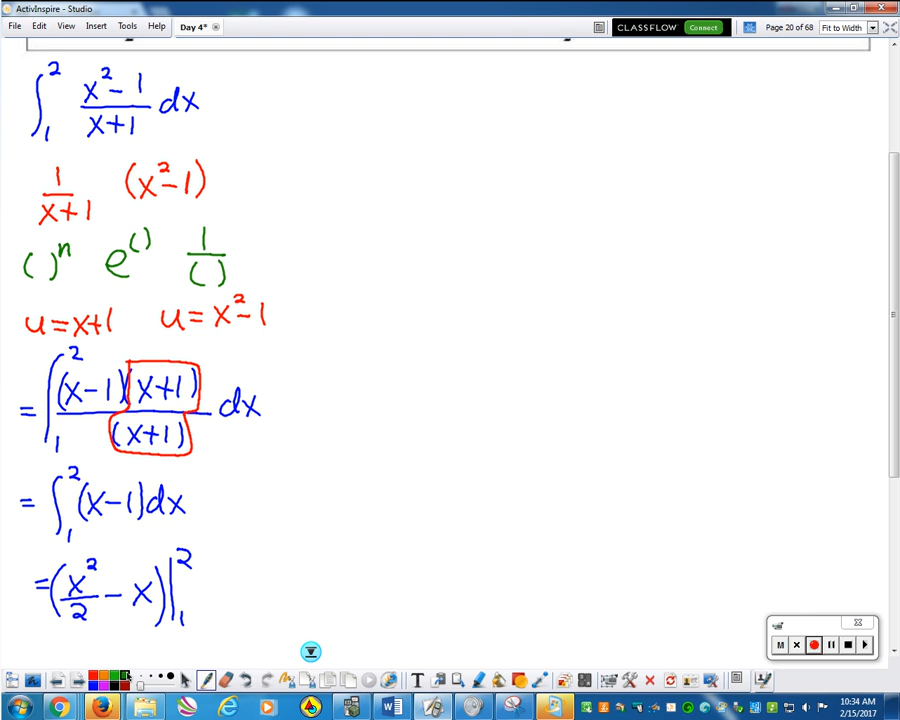 ActivInspire - Studio
File Edit View Insert Tools Help Day 4* CLASSFLOW Connect Page 20 of 68 Fit to Width
∫₁² (x² - 1)/(x+1) dx
1/(x+1) (x² - 1)
( )ⁿ e^( ) 1/( )
u = x+1 u = x² - 1
= ∫₁² (x-1)(x+1)/(x+1) dx
= ∫₁² (x-1) dx
= (x²/2 - x)|₁²
M
T
10:34 AM
2/15/2017